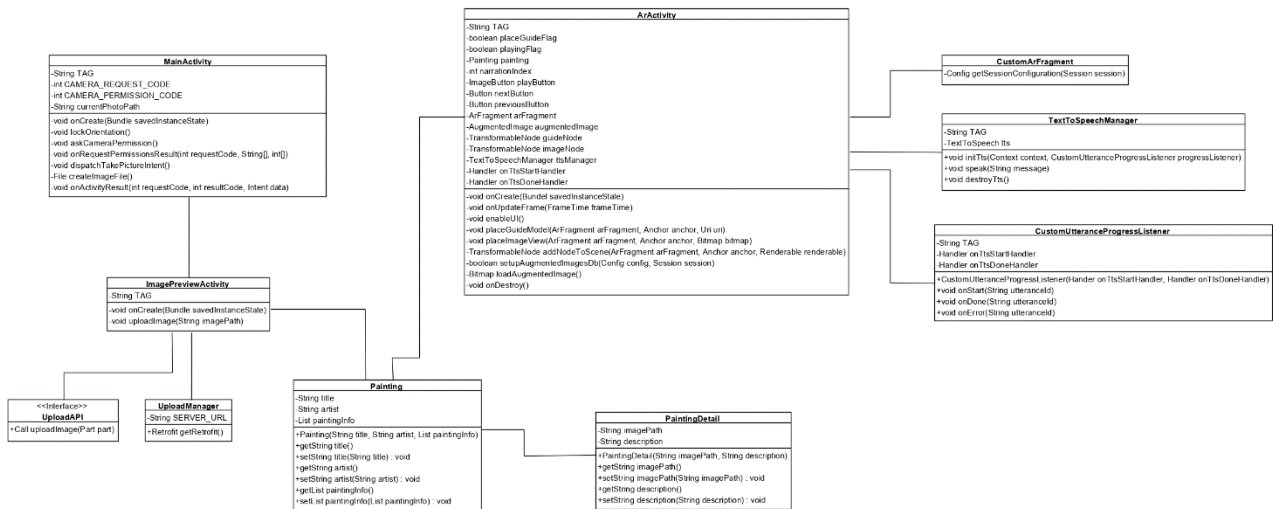 MainActivity
-String TAG
-int CAMERA_REQUEST_CODE
-int CAMERA_PERMISSION_CODE
-String currentPhotoPath
-void onCreate(Bundle savedInstanceState)
-void lockOrientation()
-void askCameraPermission()
-void onRequestPermissionsResult(int requestCode, String[], int[])
-void dispatchTakePictureIntent()
-File createImageFile()
-void onActivityResult(int requestCode, int resultCode, Intent data)
ArActivity
-String TAG
-boolean placeGuideFlag
-boolean playingFlag
-Painting painting
-int narrationIndex
-ImageButton playButton
-Button nextButton
-Button previousButton
-ArFragment arFragment
-AugmentedImage augmentedImage
-TransformableNode guideNode
-TransformableNode imageNode
-TextToSpeechManager ttsManager
-Handler onTtsStartHandler
-Handler onTtsDoneHandler
-void onCreate(Bundel savedInstanceState)
-void onUpdateFrame(FrameTime frameTime)
-void enableUI()
-void placeGuideModel(ArFragment arFragment, Anchor anchor, Uri uri)
-void placeImageView(ArFragment arFragment, Anchor anchor, Bitmap bitmap)
-TransformableNode addNodeToScene(ArFragment arFragment, Anchor anchor, Renderable renderable)
-boolean setupAugmentedImagesDb(Config config, Session session)
-Bitmap loadAugmentedImage()
-void onDestroy()
CustomArFragment
-Config getSessionConfiguration(Session session)
TextToSpeechManager
-String TAG
-TextToSpeech tts
+void initTts(Context context, CustomUtteranceProgressListener progressListener)
+void speak(String message)
+void destroyTts()
CustomUtteranceProgressListener
-String TAG
-Handler onTtsStartHandler
-Handler onTtsDoneHandler
+CustomUtteranceProgressListener(Hander onTtsStartHandler, Handler onTtsDoneHandler)
+void onStart(String utteranceId)
+void onDone(String utteranceId)
+void onError(String utteranceId)
ImagePreviewActivity
-String TAG
-void onCreate(Bundle savedInstanceState)
-void uploadImage(String imagePath)
<<Interface>>
UploadAPI
+Call uploadImage(Part part)
UploadManager
-String SERVER_URL
+Retrofit getRetrofit()
Painting
-String title
-String artist
-List paintingInfo
+Painting(String title, String artist, List paintingInfo)
+getString title()
+setString title(String title) : void
+getString artist()
+setString artist(String artist) : void
+getList paintingInfo()
+setList paintingInfo(List paintingInfo) : void
PaintingDetail
-String imagePath
-String description
+PaintingDetail(String imagePath, String description)
+getString imagePath()
+setString imagePath(String imagePath) : void
+getString description()
+setString description(String description) : void